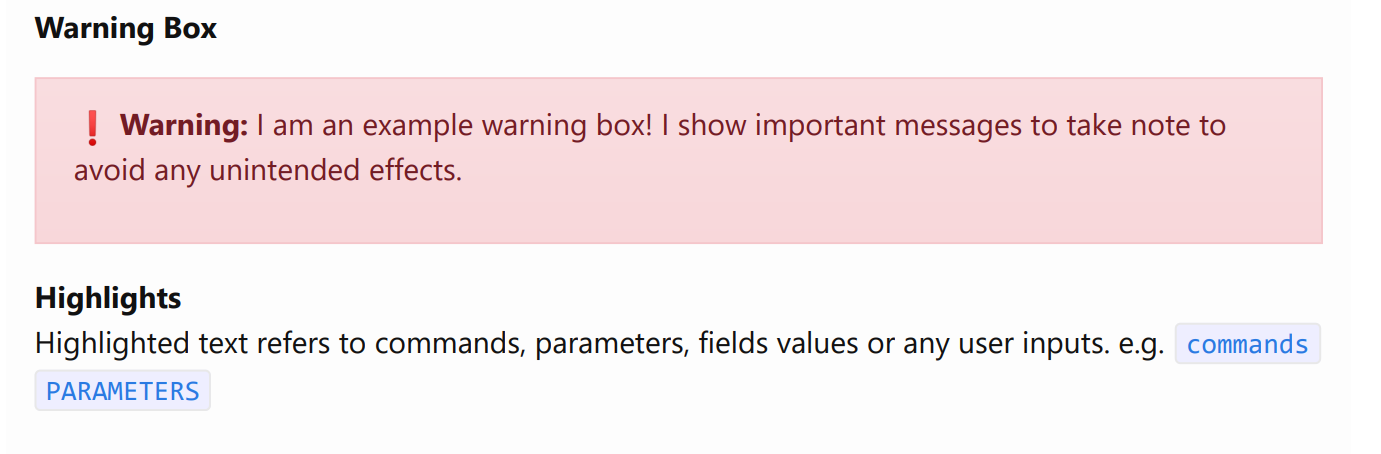 Warning Box
❗ Warning: I am an example warning box! I show important messages to take note to
avoid any unintended effects.
Highlights
Highlighted text refers to commands, parameters, fields values or any user inputs. e.g. commands
PARAMETERS